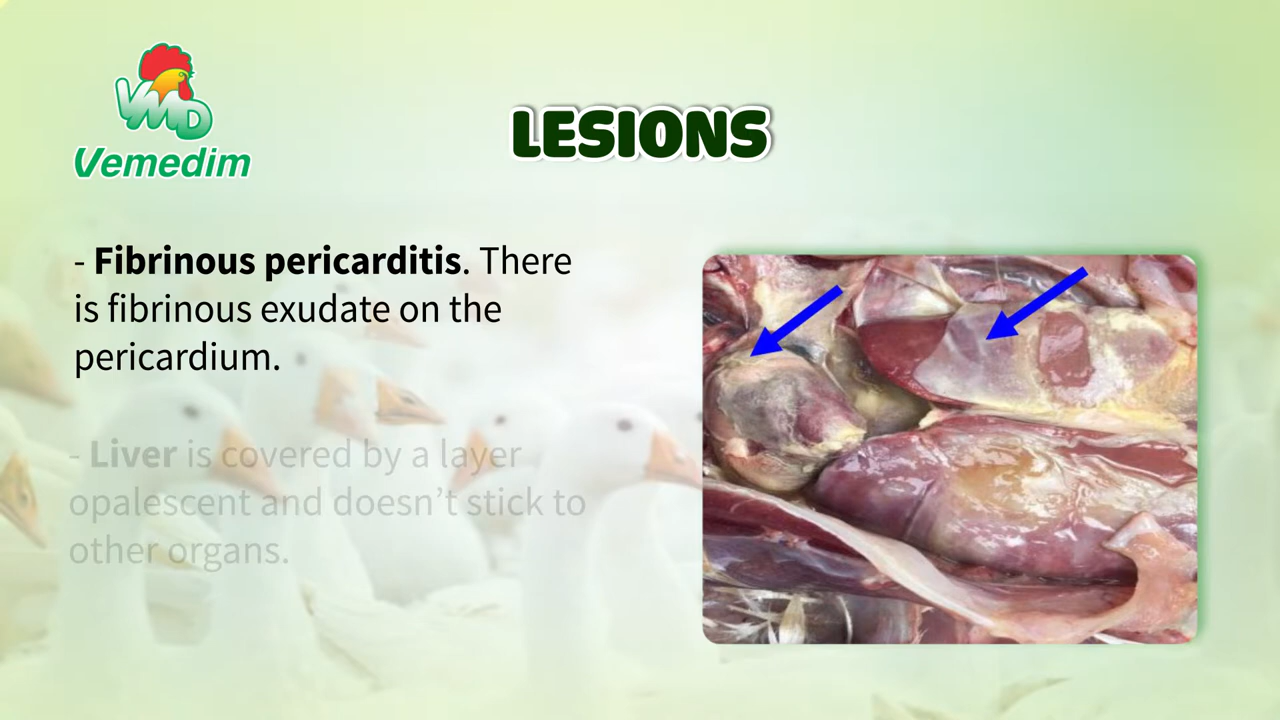 VMD
Vemedim
LESIONS
- Fibrinous pericarditis. There
is fibrinous exudate on the
pericardium.
- Liver is covered by a layer
opalescent and doesn’t stick to
other organs.